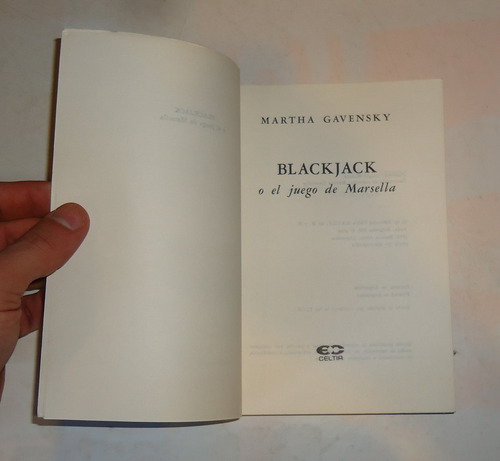 MARTHA GAVENSKY
BLACKJACK
o el juego de Marsella
CELTIA